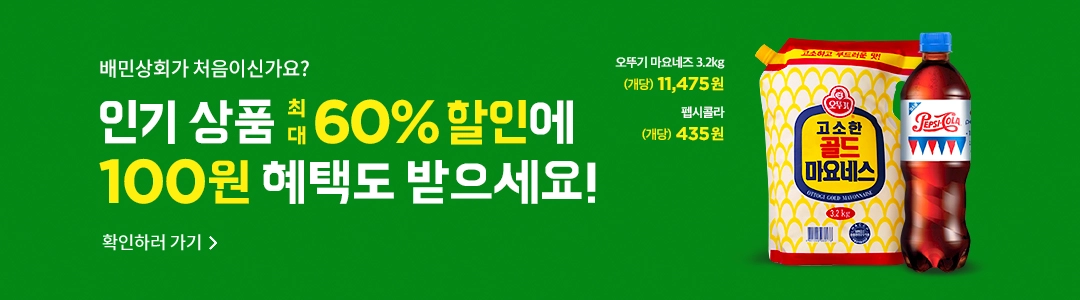 배민상회가 처음이신가요?
인기 상품 최대 60% 할인에
100원 혜택도 받으세요!
확인하러 가기 >
오뚜기 마요네즈 3.2kg
(개당) 11,475원
펩시콜라
(개당) 435원
고소하고 부드러운 맛!
오뚜기
고소한
골드
마요네스
OTTOGI GOLD MAYONNAISE
3.2 kg
PEPSI-COLA